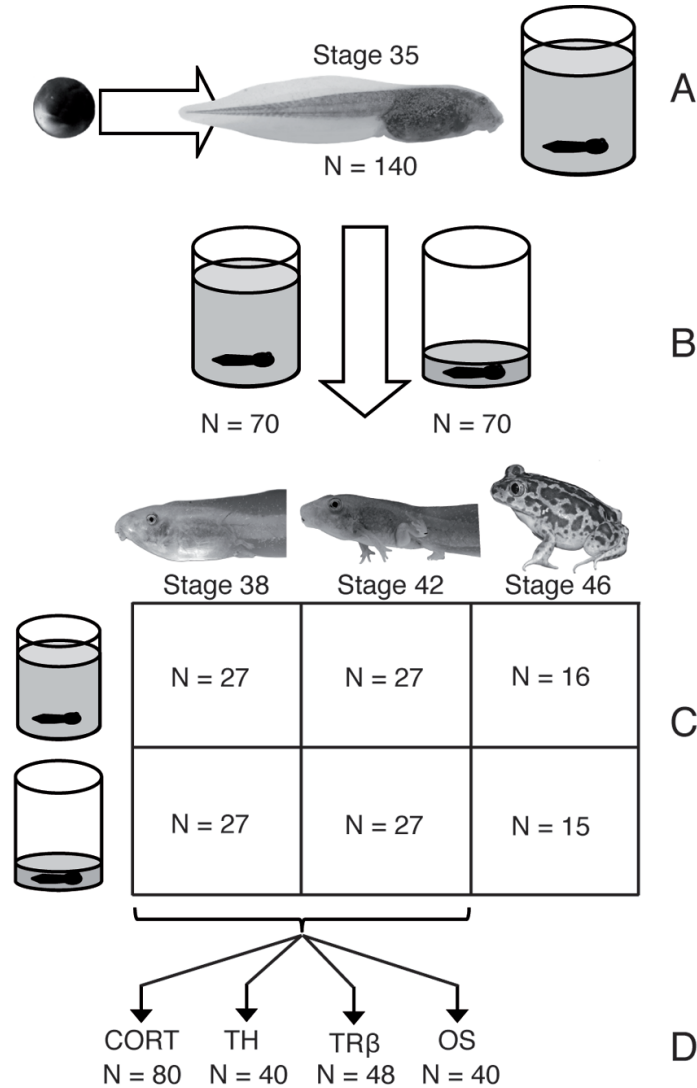 Stage 35
A
N = 140
B
N = 70 N = 70
Stage 38 Stage 42 Stage 46
N = 27 N = 27 N = 16
C
N = 27 N = 27 N = 15
CORT TH TRβ OS
D
N = 80 N = 40 N = 48 N = 40